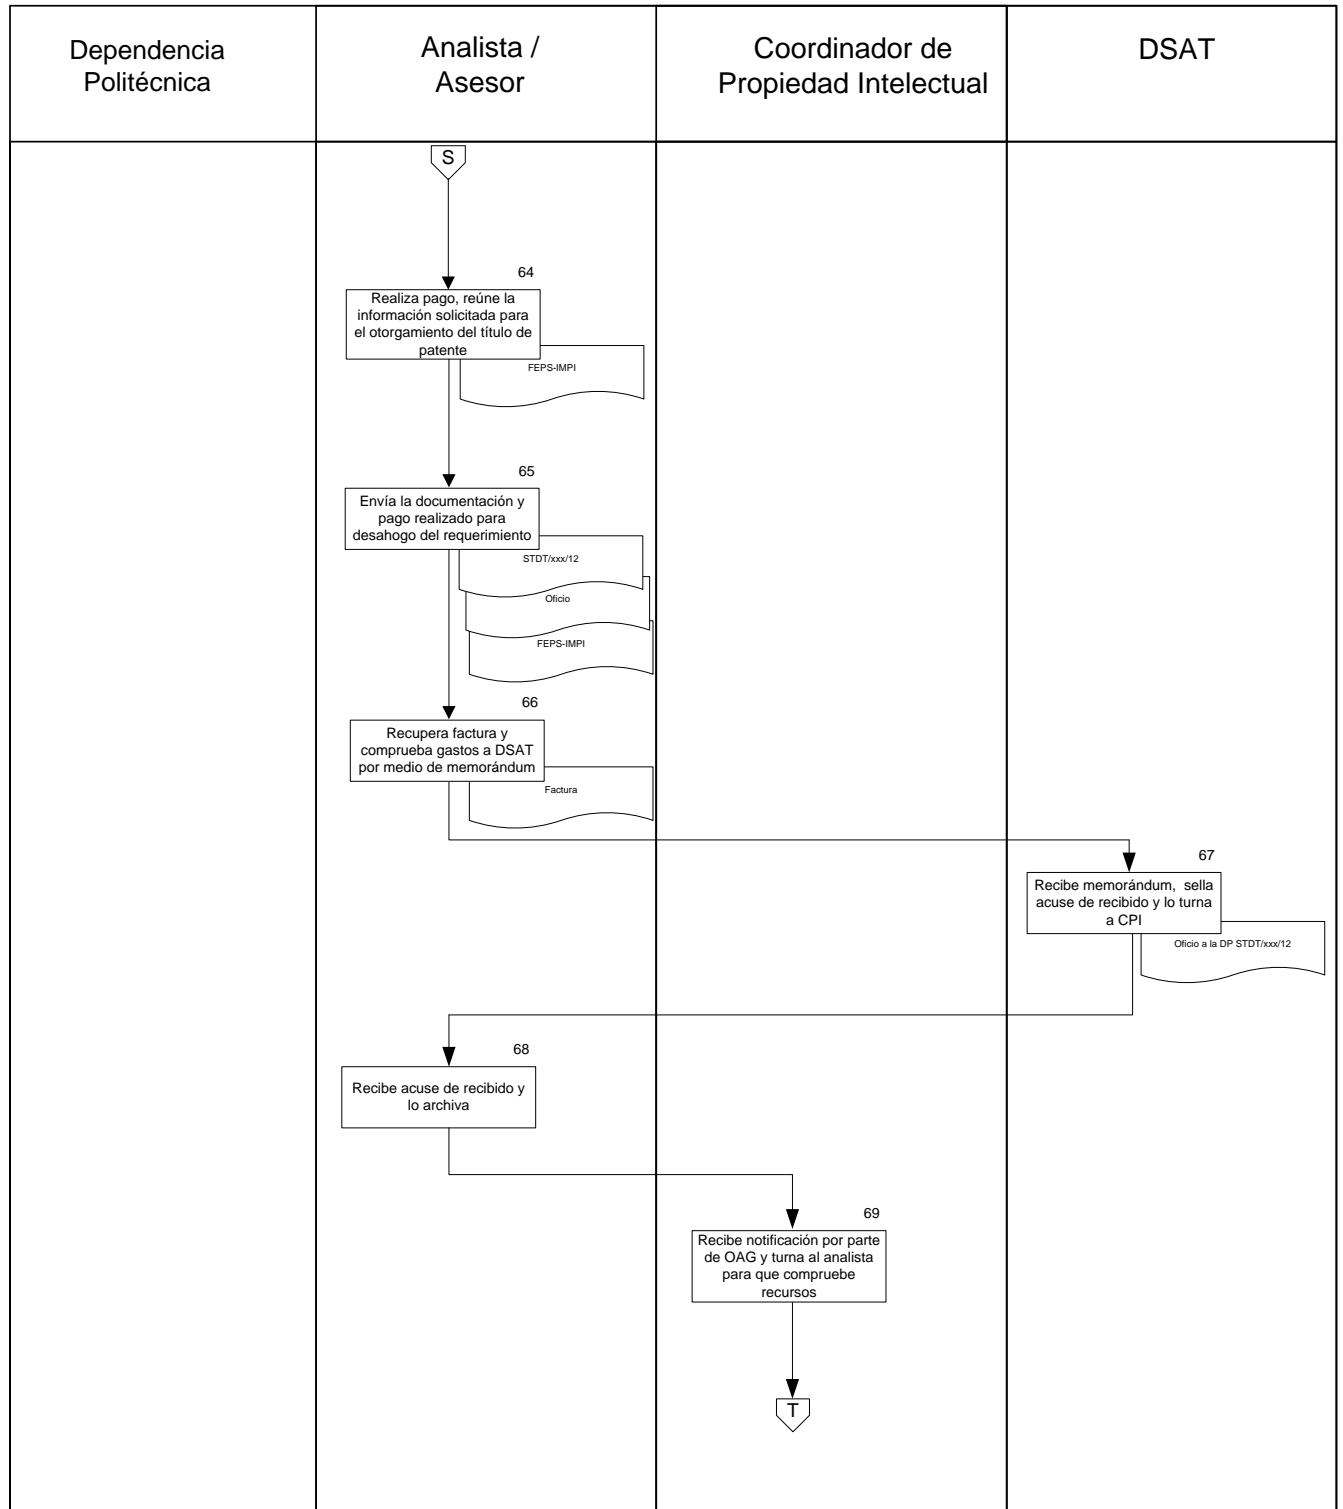 Dependencia
Politécnica
Analista /
Asesor
Coordinador de
Propiedad Intelectual
DSAT
S
64
Realiza pago, reúne la
información solicitada para
el otorgamiento del título de
patente
FEPS-IMPI
65
Envía la documentación y
pago realizado para
desahogo del requerimiento
STDT/xxx/12
Oficio
FEPS-IMPI
66
Recupera factura y
comprueba gastos a DSAT
por medio de memorándum
Factura
67
Recibe memorándum, sella
acuse de recibido y lo turna
a CPI
Oficio a la DP STDT/xxx/12
68
Recibe acuse de recibido y
lo archiva
69
Recibe notificación por parte
de OAG y turna al analista
para que compruebe
recursos
T